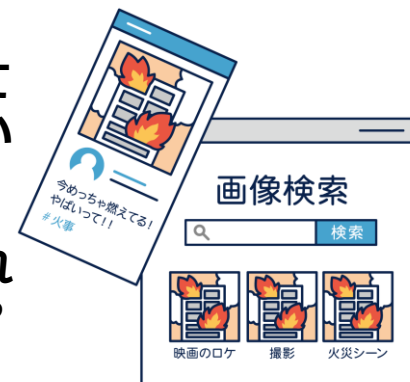 今めっちゃ燃えてる!
やばいって!!
#火事
画像検索
検索
映画のロケ
撮影
火災シーン